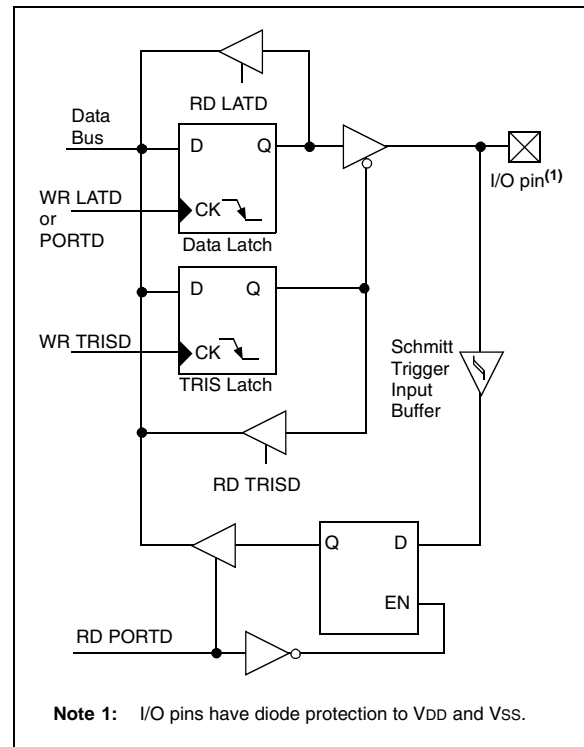 RD LATD
Data
Bus
D Q
I/O pin(1)
WR LATD
or
PORTD
CK
Data Latch
D Q
WR TRISD
CK
TRIS Latch
Schmitt
Trigger
Input
Buffer
RD TRISD
Q D
EN
RD PORTD
Note 1: I/O pins have diode protection to VDD and VSS.